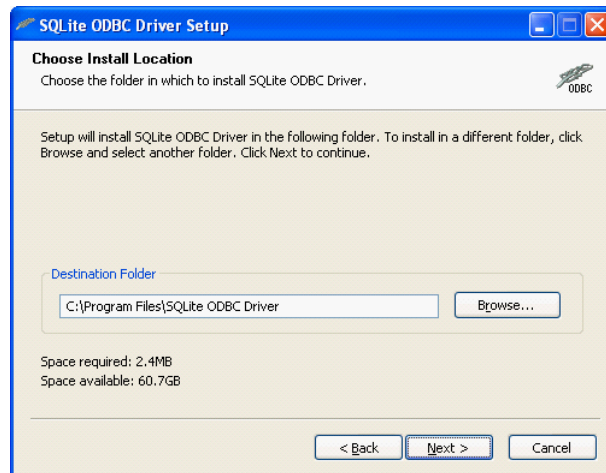 SQLite ODBC Driver Setup
Choose Install Location
Choose the folder in which to install SQLite ODBC Driver.
ODBC
Setup will install SQLite ODBC Driver in the following folder. To install in a different folder, click
Browse and select another folder. Click Next to continue.
Destination Folder
C:\Program Files\SQLite ODBC Driver
Browse...
Space required: 2.4MB
Space available: 60.7GB
< Back
Next >
Cancel